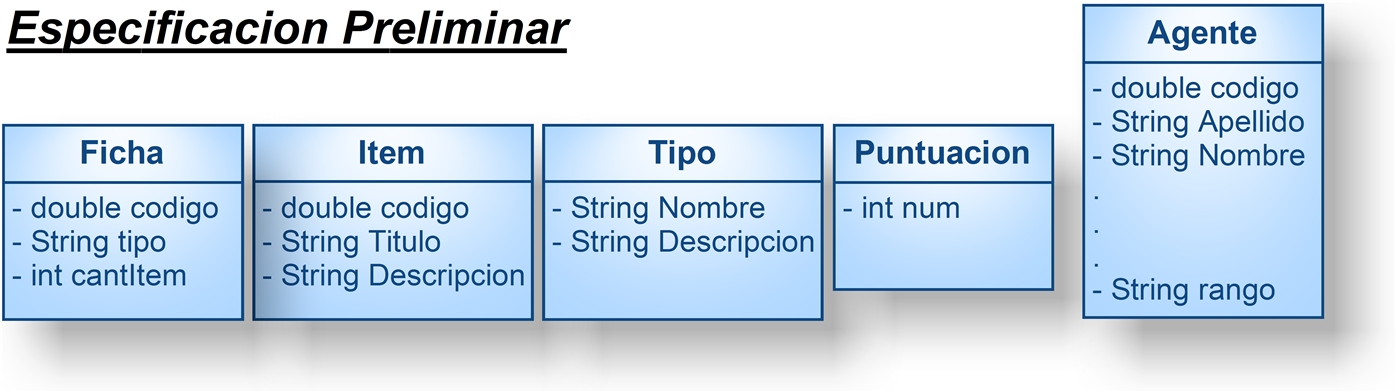 Especificacion Preliminar
Ficha
- double codigo
- String tipo
- int cantItem
Item
- double codigo
- String Titulo
- String Descripcion
Tipo
- String Nombre
- String Descripcion
Puntuacion
- int num
Agente
- double codigo
- String Apellido
- String Nombre
.
.
.
- String rango